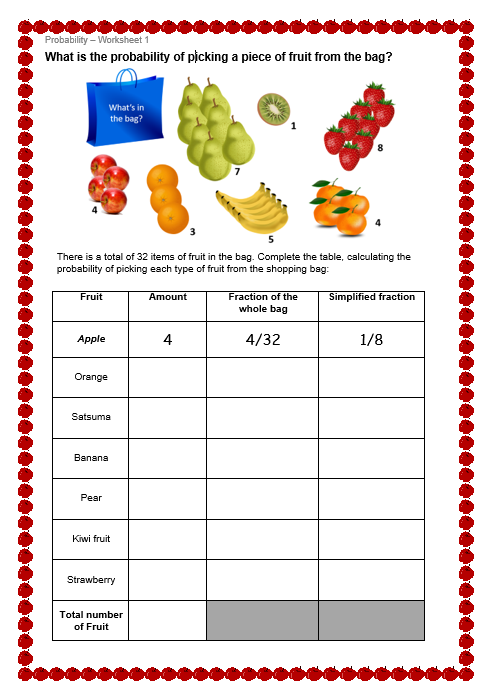 Probability – Worksheet 1
What is the probability of picking a piece of fruit from the bag?
What's in
the bag?
1
8
7
4
3
5
4
There is a total of 32 items of fruit in the bag. Complete the table, calculating the
probability of picking each type of fruit from the shopping bag:
Fruit Amount Fraction of the whole bag Simplified fraction
Apple 4 4/32 1/8
Orange
Satsuma
Banana
Pear
Kiwi fruit
Strawberry
Total number
of Fruit